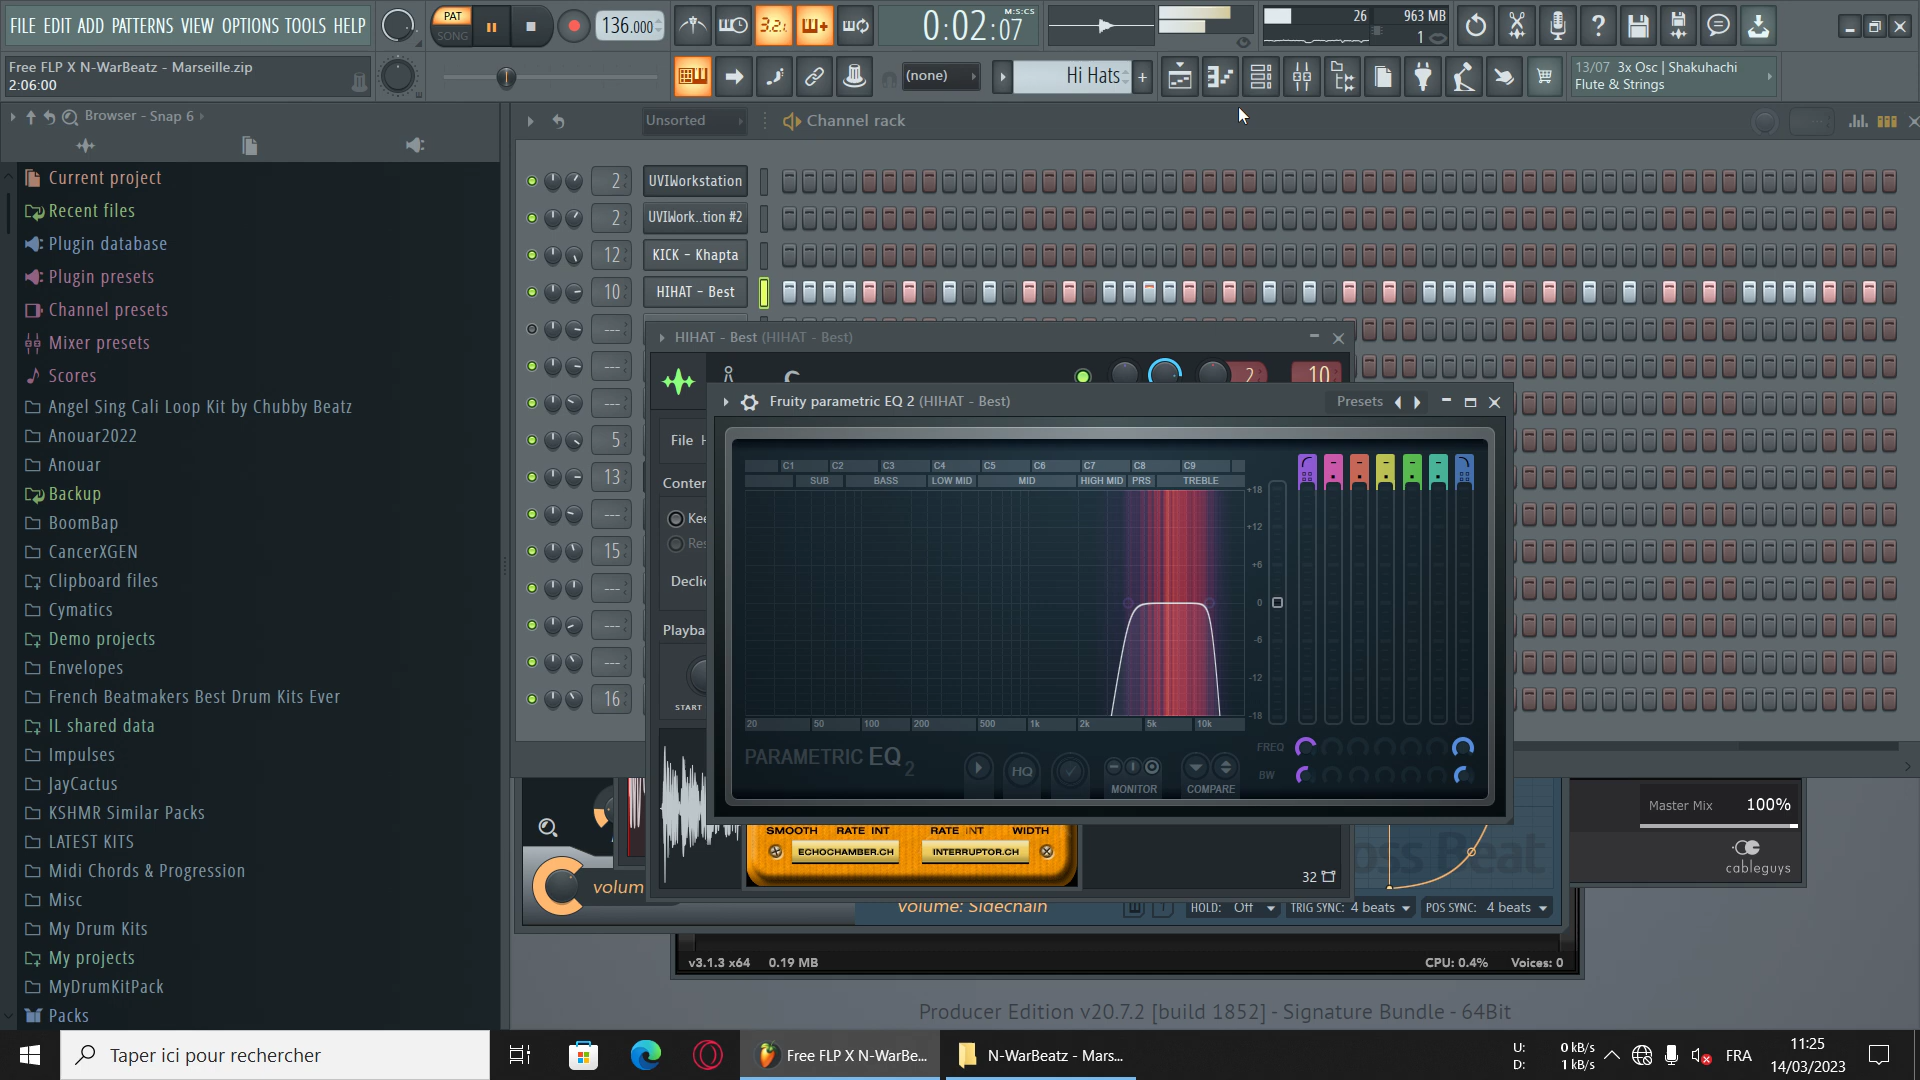 FILE EDIT ADD PATTERNS VIEW OPTIONS TOOLS HELP
PAT
SONG
136.000
3.2.
0:02:07
M:S:CS
26
963 MB
1
Free FLP X N-WarBeatz - Marseille.zip
2:06:00
(none)
Hi Hats
13/07 3x Osc | Shakuhachi
Flute & Strings
Browser - Snap 6
Unsorted
Channel rack
Current project
Recent files
Plugin database
Plugin presets
Channel presets
Mixer presets
Scores
Angel Sing Cali Loop Kit by Chubby Beatz
Anouar2022
Anouar
Backup
BoomBap
CancerXGEN
Clipboard files
Cymatics
Demo projects
Envelopes
French Beatmakers Best Drum Kits Ever
IL shared data
Impulses
JayCactus
KSHMR Similar Packs
LATEST KITS
Midi Chords & Progression
Misc
My Drum Kits
My projects
MyDrumKitPack
Packs
2 UVIWorkstation
2 UVIWork..tion #2
12 KICK - Khapta
10 HIHAT - Best
---
---
---
5
13
---
15
---
---
---
16
HIHAT - Best (HIHAT - Best)
2
10
File
Conter
Kee
Res
Declic
Playba
START
Fruity parametric EQ 2 (HIHAT - Best)
Presets
C1 C2 C3 C4 C5 C6 C7 C8 C9
SUB BASS LOW MID MID HIGH MID PRS TREBLE
+18
+12
+6
0
-6
-12
-18
20 50 100 200 500 1k 2k 5k 10k
PARAMETRIC EQ 2
HQ
MONITOR
COMPARE
FREQ
BW
SMOOTH RATE INT RATE INT WIDTH
ECHOCHAMBER.CH INTERRUPTOR.CH
32
volum
volume: Sidechain
HOLD: Off
TRIG SYNC: 4 beats
POS SYNC: 4 beats
oss Beat
Master Mix 100%
cableguys
v3.1.3 x64 0.19 MB
CPU: 0.4% Voices: 0
Producer Edition v20.7.2 [build 1852] - Signature Bundle - 64Bit
Taper ici pour rechercher
Free FLP X N-WarBe...
N-WarBeatz - Mars...
U: 0 kB/s
D: 1 kB/s
FRA
11:25
14/03/2023